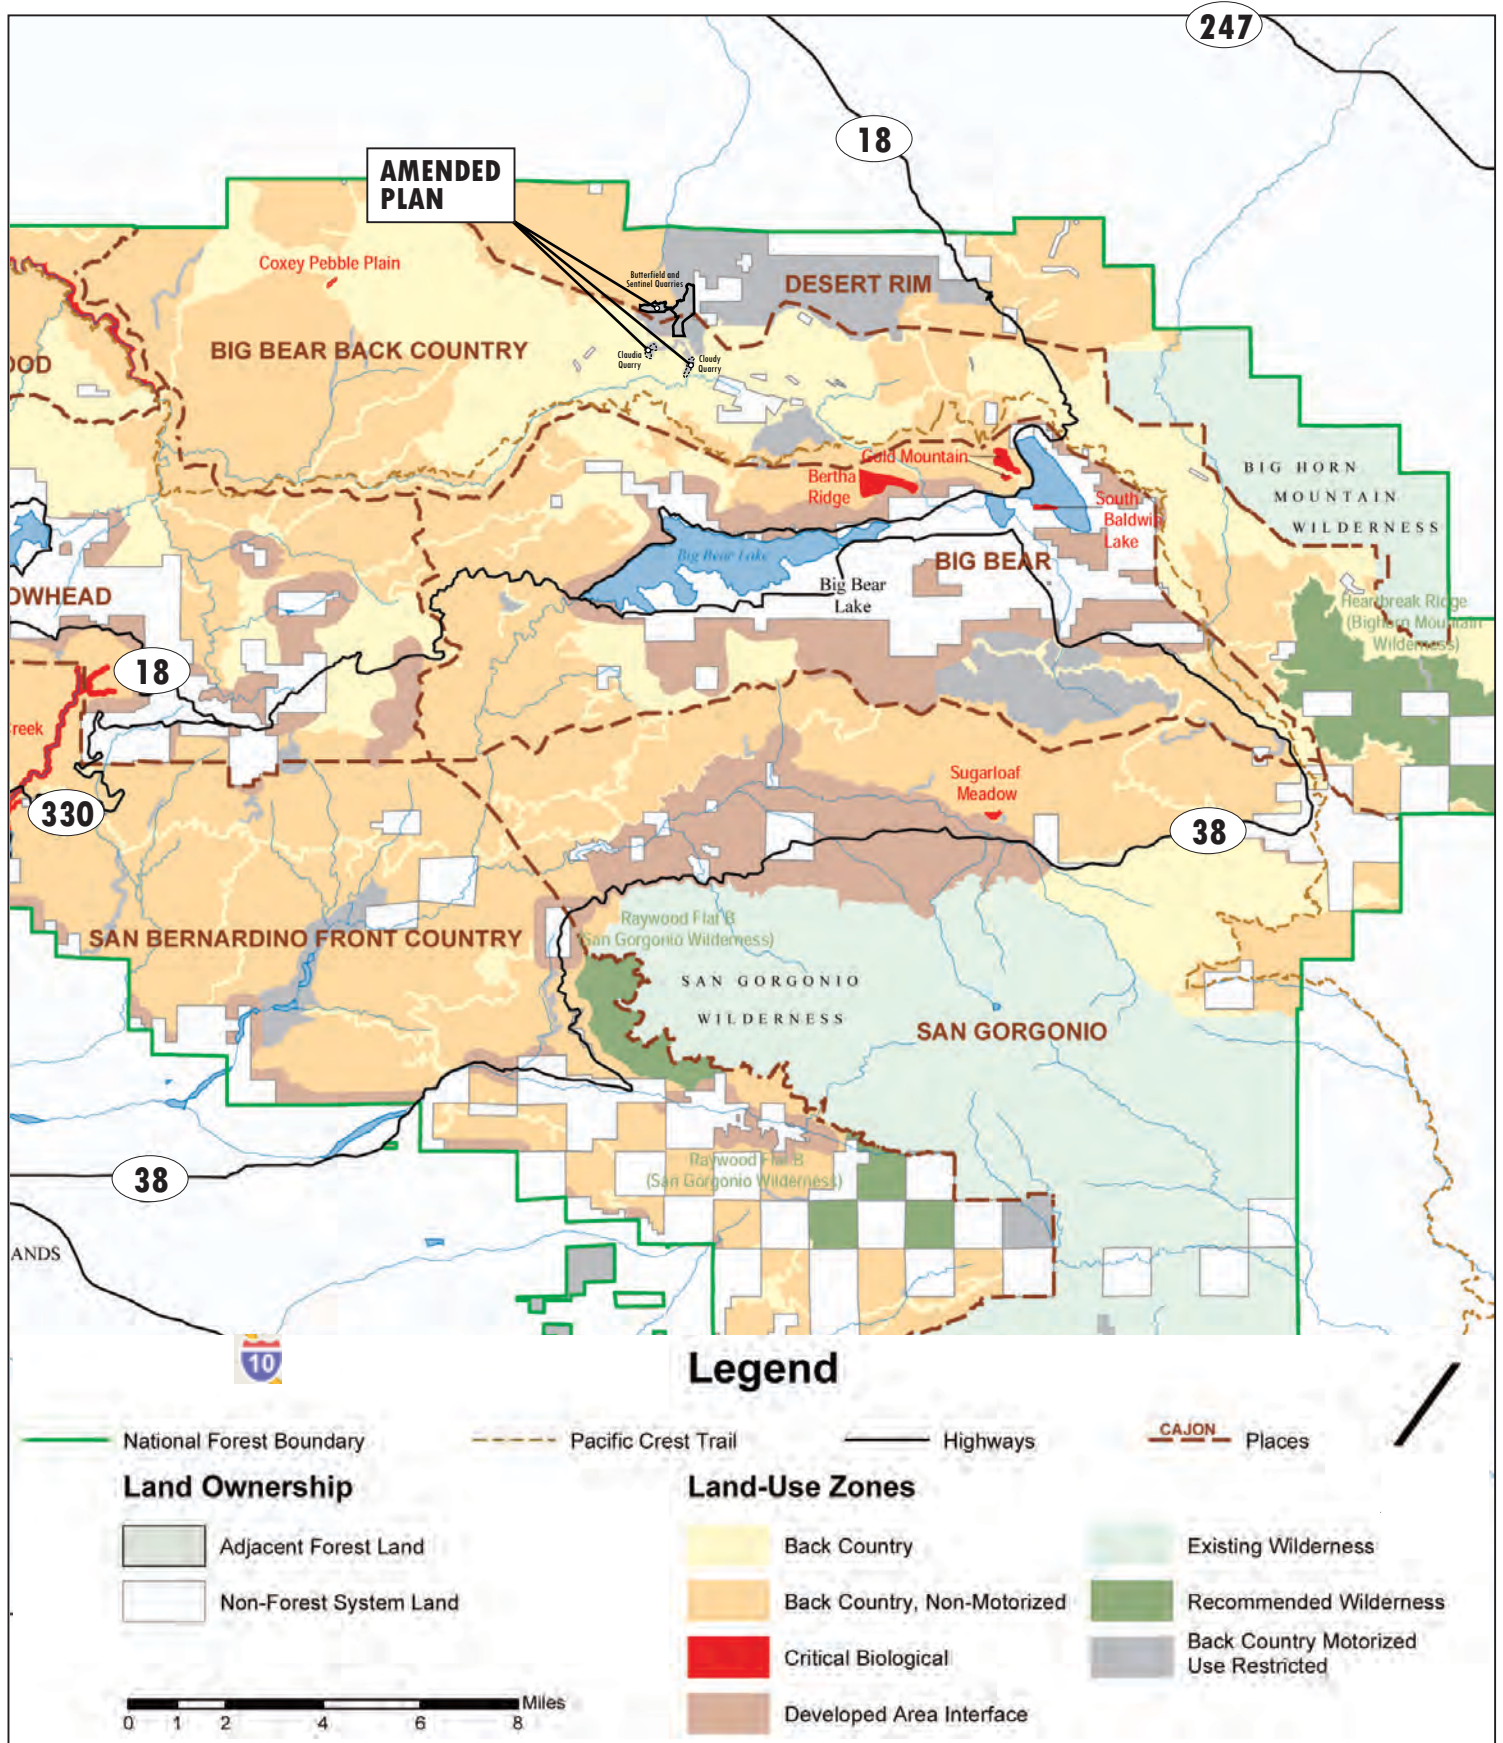 247
18
AMENDED
PLAN
Coxey Pebble Plain
Butterfield and
Sentinel Quarries
DESERT RIM
BIG BEAR BACK COUNTRY
Claudia
Quarry
Cloudy
Quarry
OOD
Gold Mountain
Bertha
Ridge
BIG HORN
MOUNTAIN
WILDERNESS
South
Baldwin
Lake
Big Bear Lake
BIG BEAR
Big Bear
Lake
OWHEAD
Heartbreak Ridge
(Bighorn Mountain
Wilderness)
18
reek
Sugarloaf
Meadow
330
38
Raywood Flat B
(San Gorgonio Wilderness)
SAN BERNARDINO FRONT COUNTRY
SAN GORGONIO
WILDERNESS
SAN GORGONIO
Raywood Flat B
(San Gorgonio Wilderness)
38
ANDS
10
Legend
National Forest Boundary
Pacific Crest Trail
Highways
CAJON
Places
Land Ownership
Adjacent Forest Land
Non-Forest System Land
Miles
0 1 2 4 6 8
Land-Use Zones
Back Country
Back Country, Non-Motorized
Critical Biological
Developed Area Interface
Existing Wilderness
Recommended Wilderness
Back Country Motorized
Use Restricted